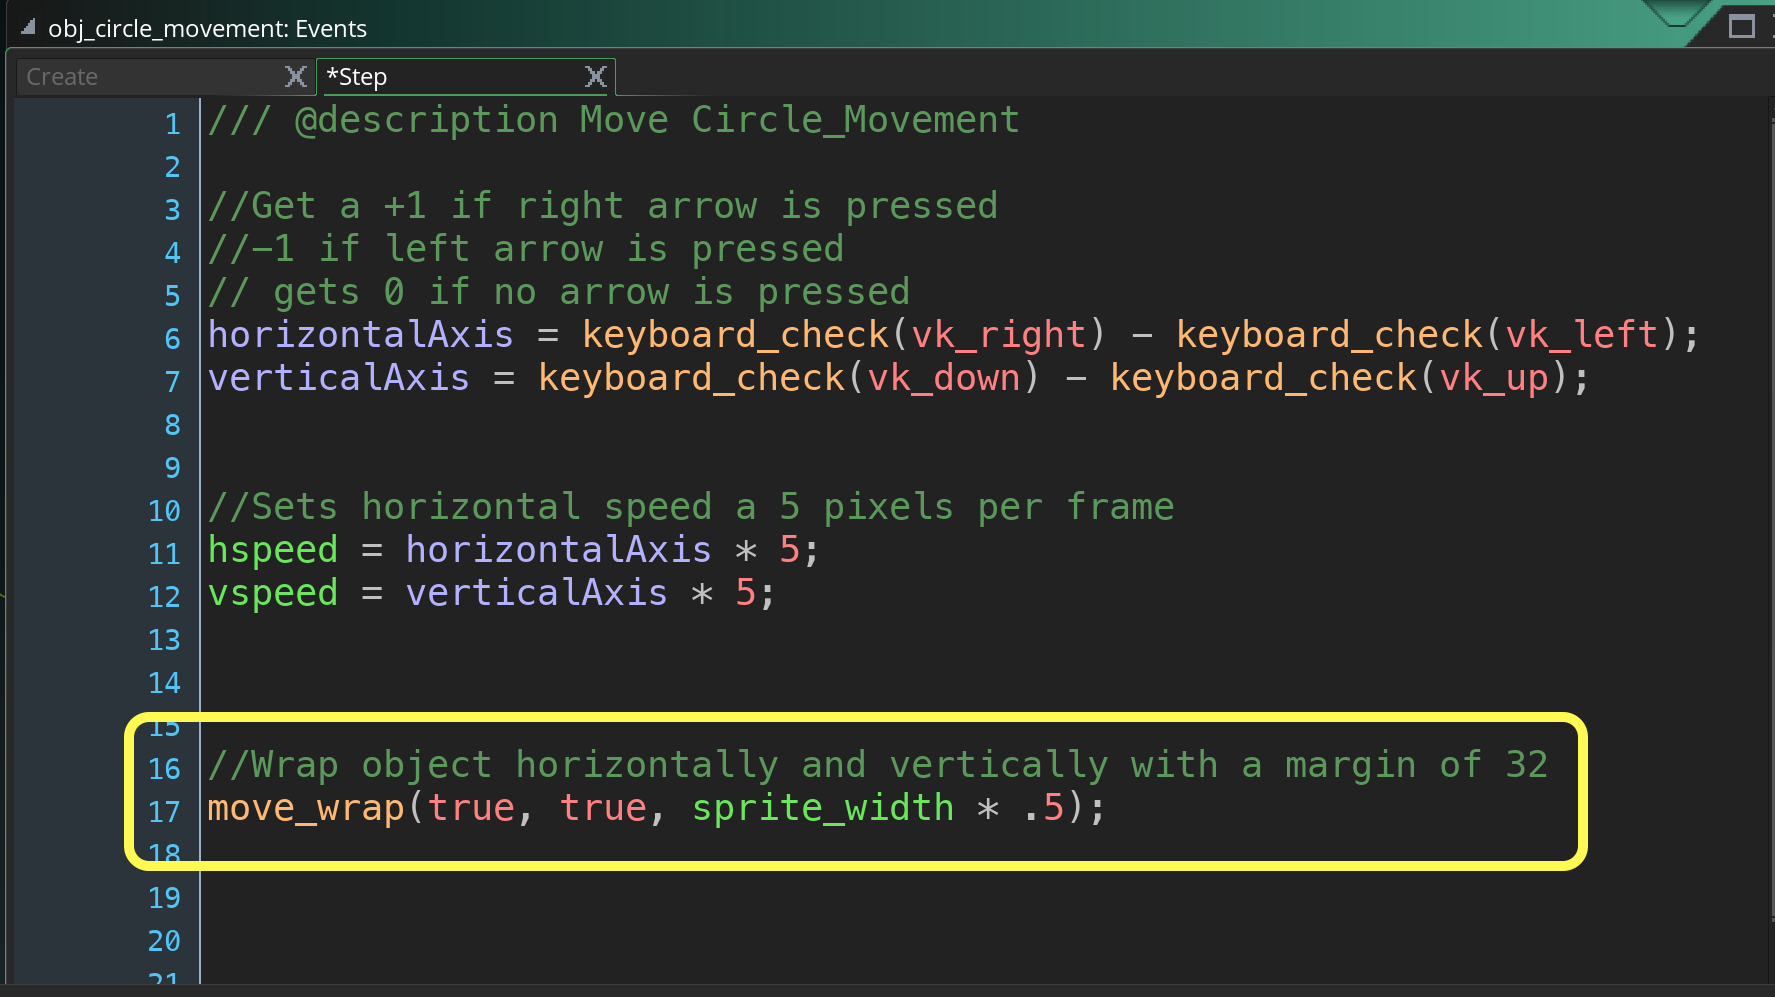 obj_circle_movement: Events
Create *Step
1 /// @description Move Circle_Movement
2
3 //Get a +1 if right arrow is pressed
4 //-1 if left arrow is pressed
5 // gets 0 if no arrow is pressed
6 horizontalAxis = keyboard_check(vk_right) - keyboard_check(vk_left);
7 verticalAxis = keyboard_check(vk_down) - keyboard_check(vk_up);
8
9
10 //Sets horizontal speed a 5 pixels per frame
11 hspeed = horizontalAxis * 5;
12 vspeed = verticalAxis * 5;
13
14
15
16 //Wrap object horizontally and vertically with a margin of 32
17 move_wrap(true, true, sprite_width * .5);
18
19
20
21